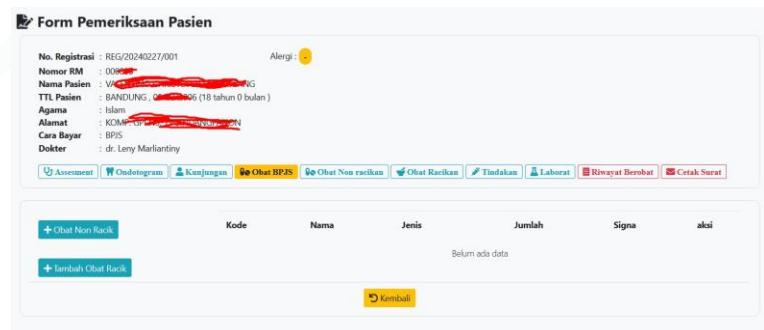 Form Pemeriksaan Pasien
No. Registrasi : REG/20240227/001 Alergi : -
Nomor RM :
Nama Pasien :
TTL Pasien : BANDUNG , (18 tahun 0 bulan )
Agama : Islam
Alamat :
Cara Bayar : BPJS
Dokter : dr. Leny Marliantiny
Assesment Ondotogram Kunjungan Obat BPJS Obat Non racikan Obat Racikan Tindakan Laborat Riwayat Berobat Cetak Surat
+ Obat Non Racik
Kode Nama Jenis Jumlah Signa aksi
Belum ada data
+ Tambah Obat Racik
Kembali